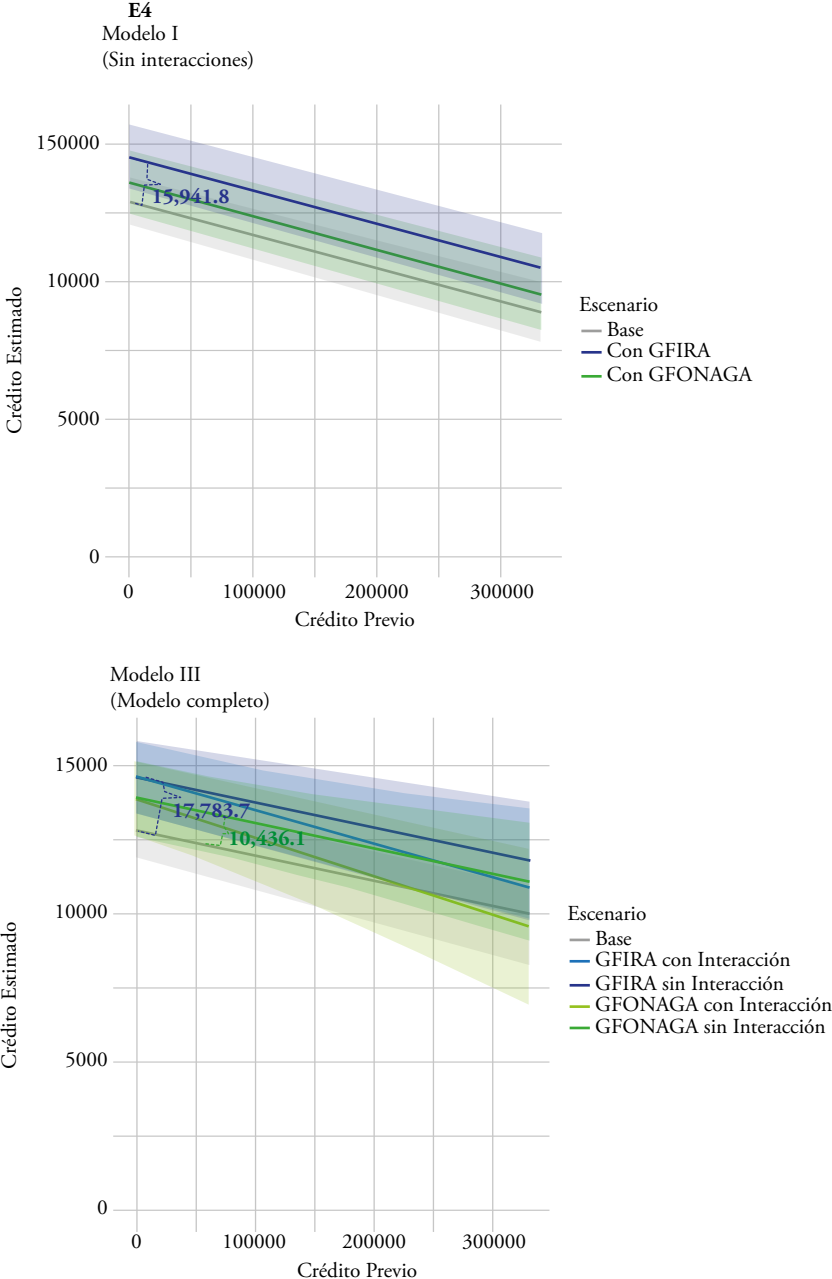 E4
Modelo I
(Sin interacciones)
150000
15,941.8
10000
5000
0
Crédito Estimado
0 100000 200000 300000
Crédito Previo
Escenario
Base
Con GFIRA
Con GFONAGA
Modelo III
(Modelo completo)
15000
17,783.7
10,436.1
10000
5000
0
Crédito Estimado
0 100000 200000 300000
Crédito Previo
Escenario
Base
GFIRA con Interacción
GFIRA sin Interacción
GFONAGA con Interacción
GFONAGA sin Interacción